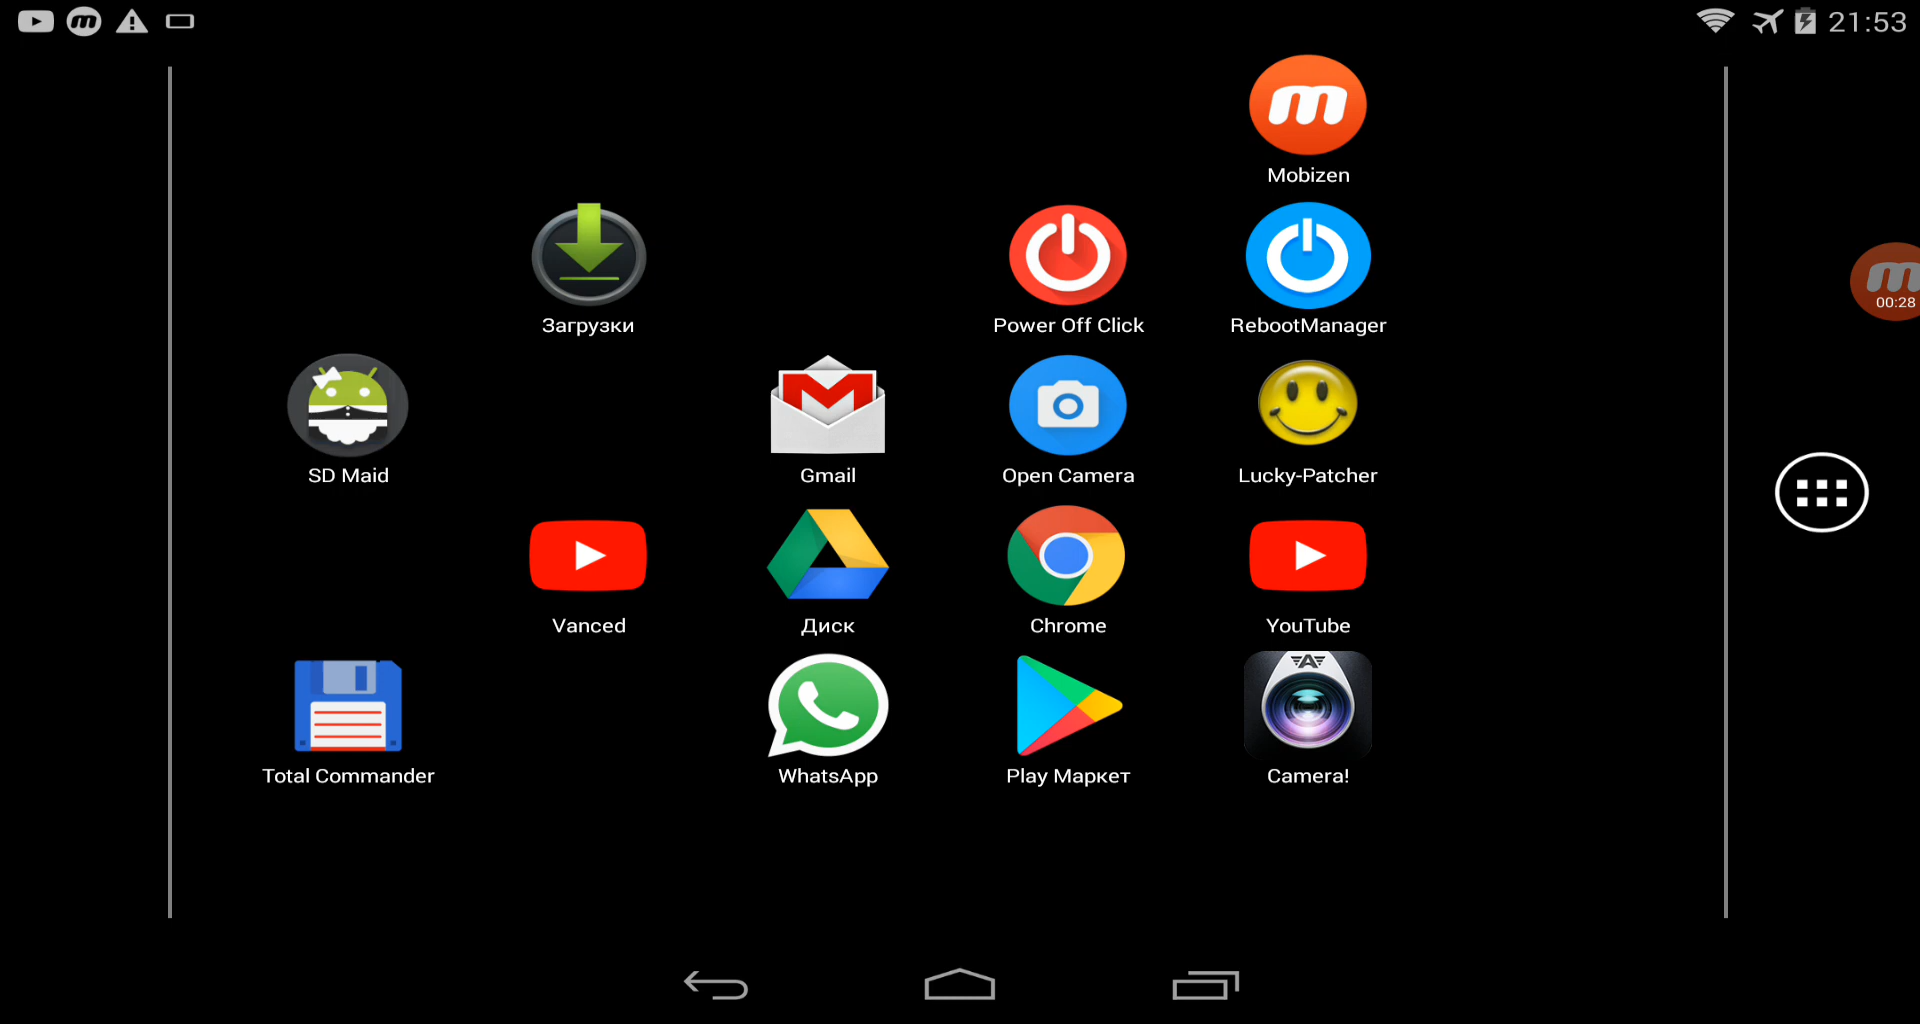 21:53
Mobizen
Загрузки
Power Off Click
RebootManager
00:28
SD Maid
Gmail
Open Camera
Lucky-Patcher
Vanced
Диск
Chrome
YouTube
Total Commander
WhatsApp
Play Маркет
Camera!